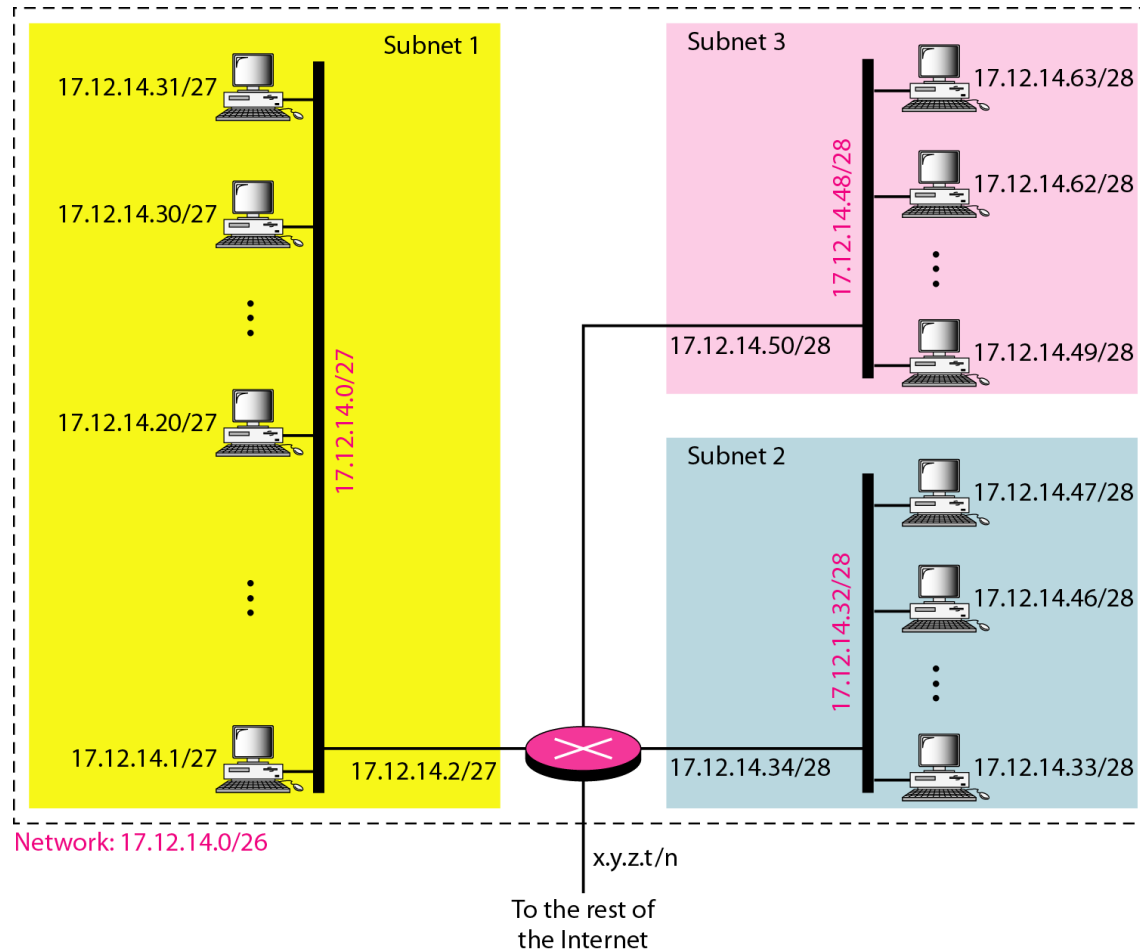 Subnet 1
17.12.14.31/27
17.12.14.30/27
17.12.14.20/27
17.12.14.1/27
17.12.14.0/27
17.12.14.2/27
Subnet 3
17.12.14.63/28
17.12.14.62/28
17.12.14.49/28
17.12.14.48/28
17.12.14.50/28
Subnet 2
17.12.14.47/28
17.12.14.46/28
17.12.14.33/28
17.12.14.32/28
17.12.14.34/28
Network: 17.12.14.0/26
x.y.z.t/n
To the rest of
the Internet